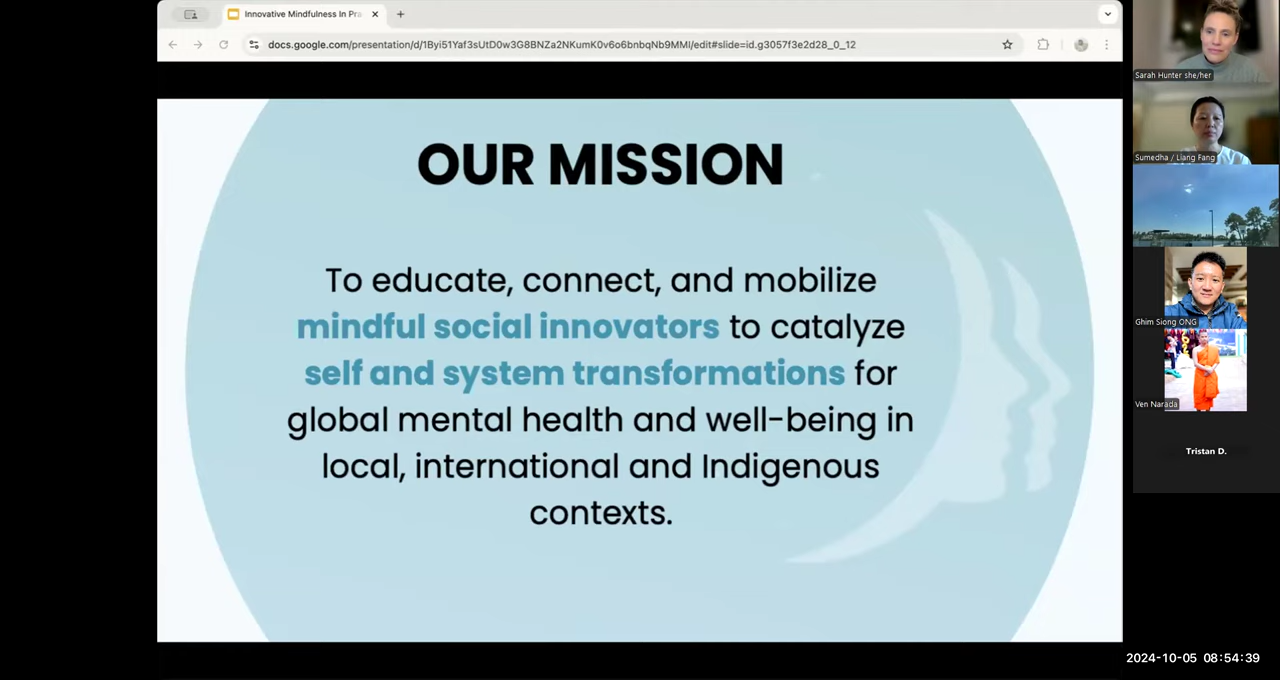 Innovative Mindfulness In Pra
docs.google.com/presentation/d/1Byi51Yaf3sUtD0w3G8BNZa2NKumK0v6o6bnbqNb9MMI/edit#slide=id.g3057f3e2d28_0_12
OUR MISSION
To educate, connect, and mobilize
mindful social innovators to catalyze
self and system transformations for
global mental health and well-being in
local, international and Indigenous
contexts.
Sarah Hunter she/her
Sumedha / Liang Fang
Ghim Siong ONG
Ven Narada
Tristan D.
2024-10-05 08:54:39